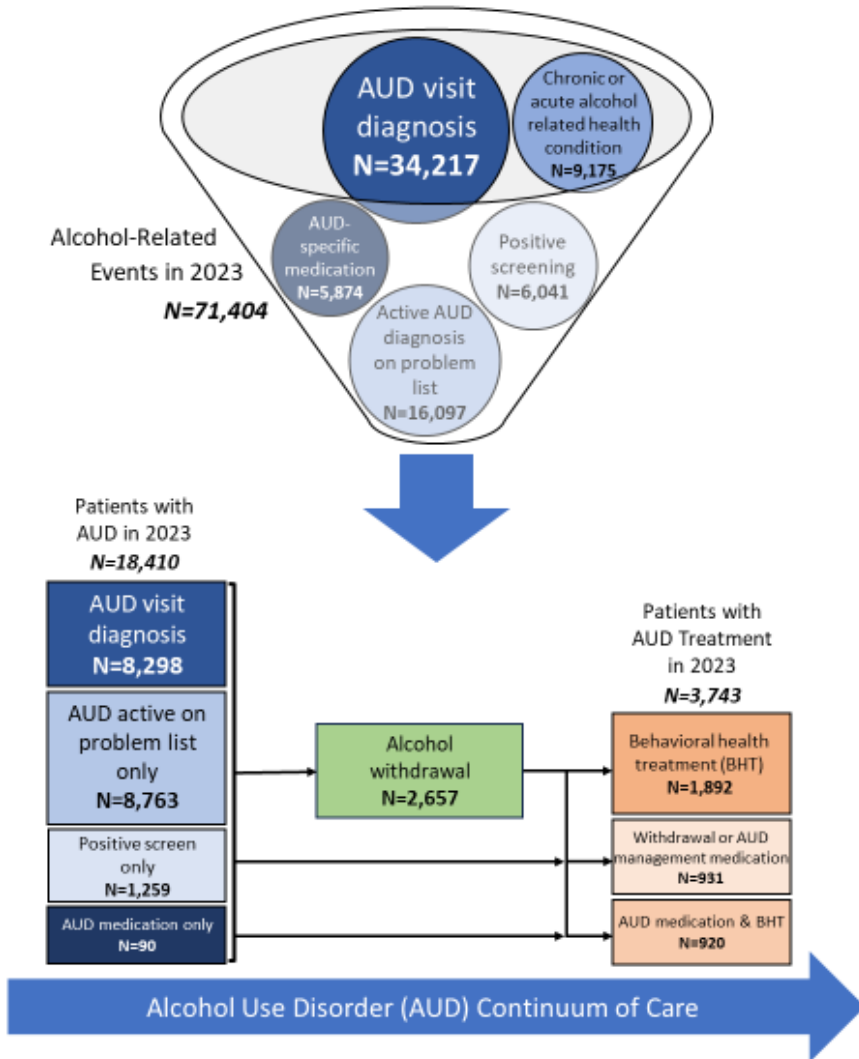 AUD visit
diagnosis
N=34,217
Chronic or
acute alcohol
related health
condition
N=9,175
Alcohol-Related
Events in 2023
N=71,404
AUD-
specific
medication
N=5,874
Positive
screening
N=6,041
Active AUD
diagnosis
on problem
list
N=16,097
Patients with
AUD in 2023
N=18,410
AUD visit
diagnosis
N=8,298
AUD active on
problem list
only
N=8,763
Positive screen
only
N=1,259
AUD medication only
N=90
Alcohol
withdrawal
N=2,657
Patients with
AUD Treatment
in 2023
N=3,743
Behavioral health
treatment (BHT)
N=1,892
Withdrawal or AUD
management medication
N=931
AUD medication & BHT
N=920
Alcohol Use Disorder (AUD) Continuum of Care